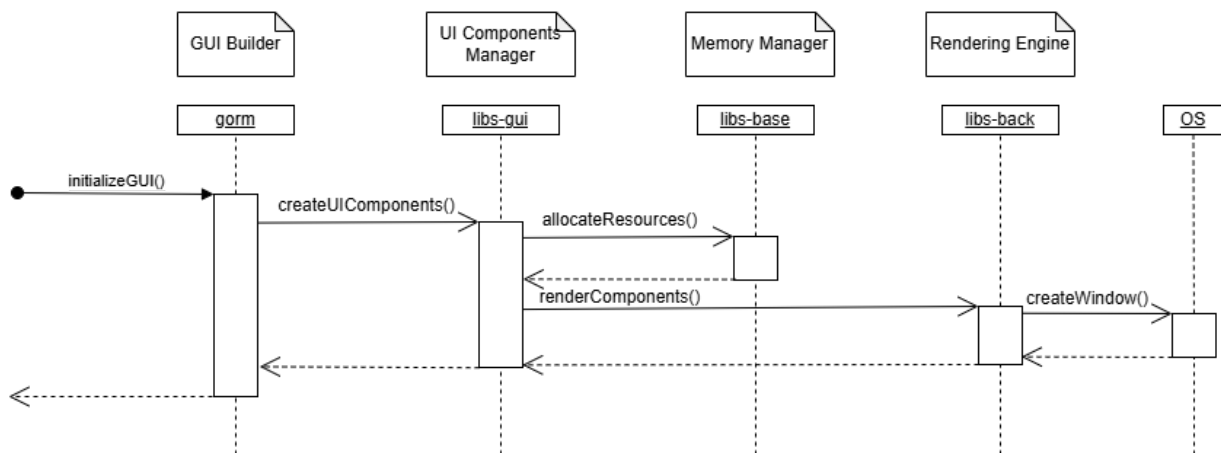 GUI Builder
UI Components
Manager
Memory Manager
Rendering Engine
gorm
libs-gui
libs-base
libs-back
OS
initializeGUI()
createUIComponents()
allocateResources()
renderComponents()
createWindow()